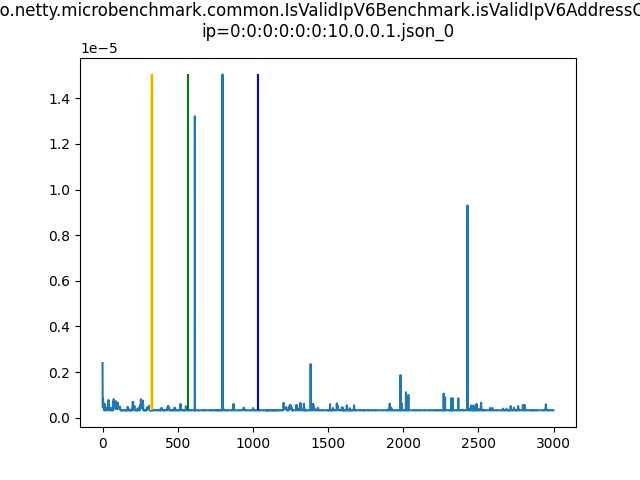 o.netty.microbenchmark.common.IsValidIpV6Benchmark.isValidIpV6AddressC
ip=0:0:0:0:0:0:10.0.0.1.json_0
1e−5
1.4
1.2
1.0
0.8
0.6
0.4
0.2
0.0
0 500 1000 1500 2000 2500 3000